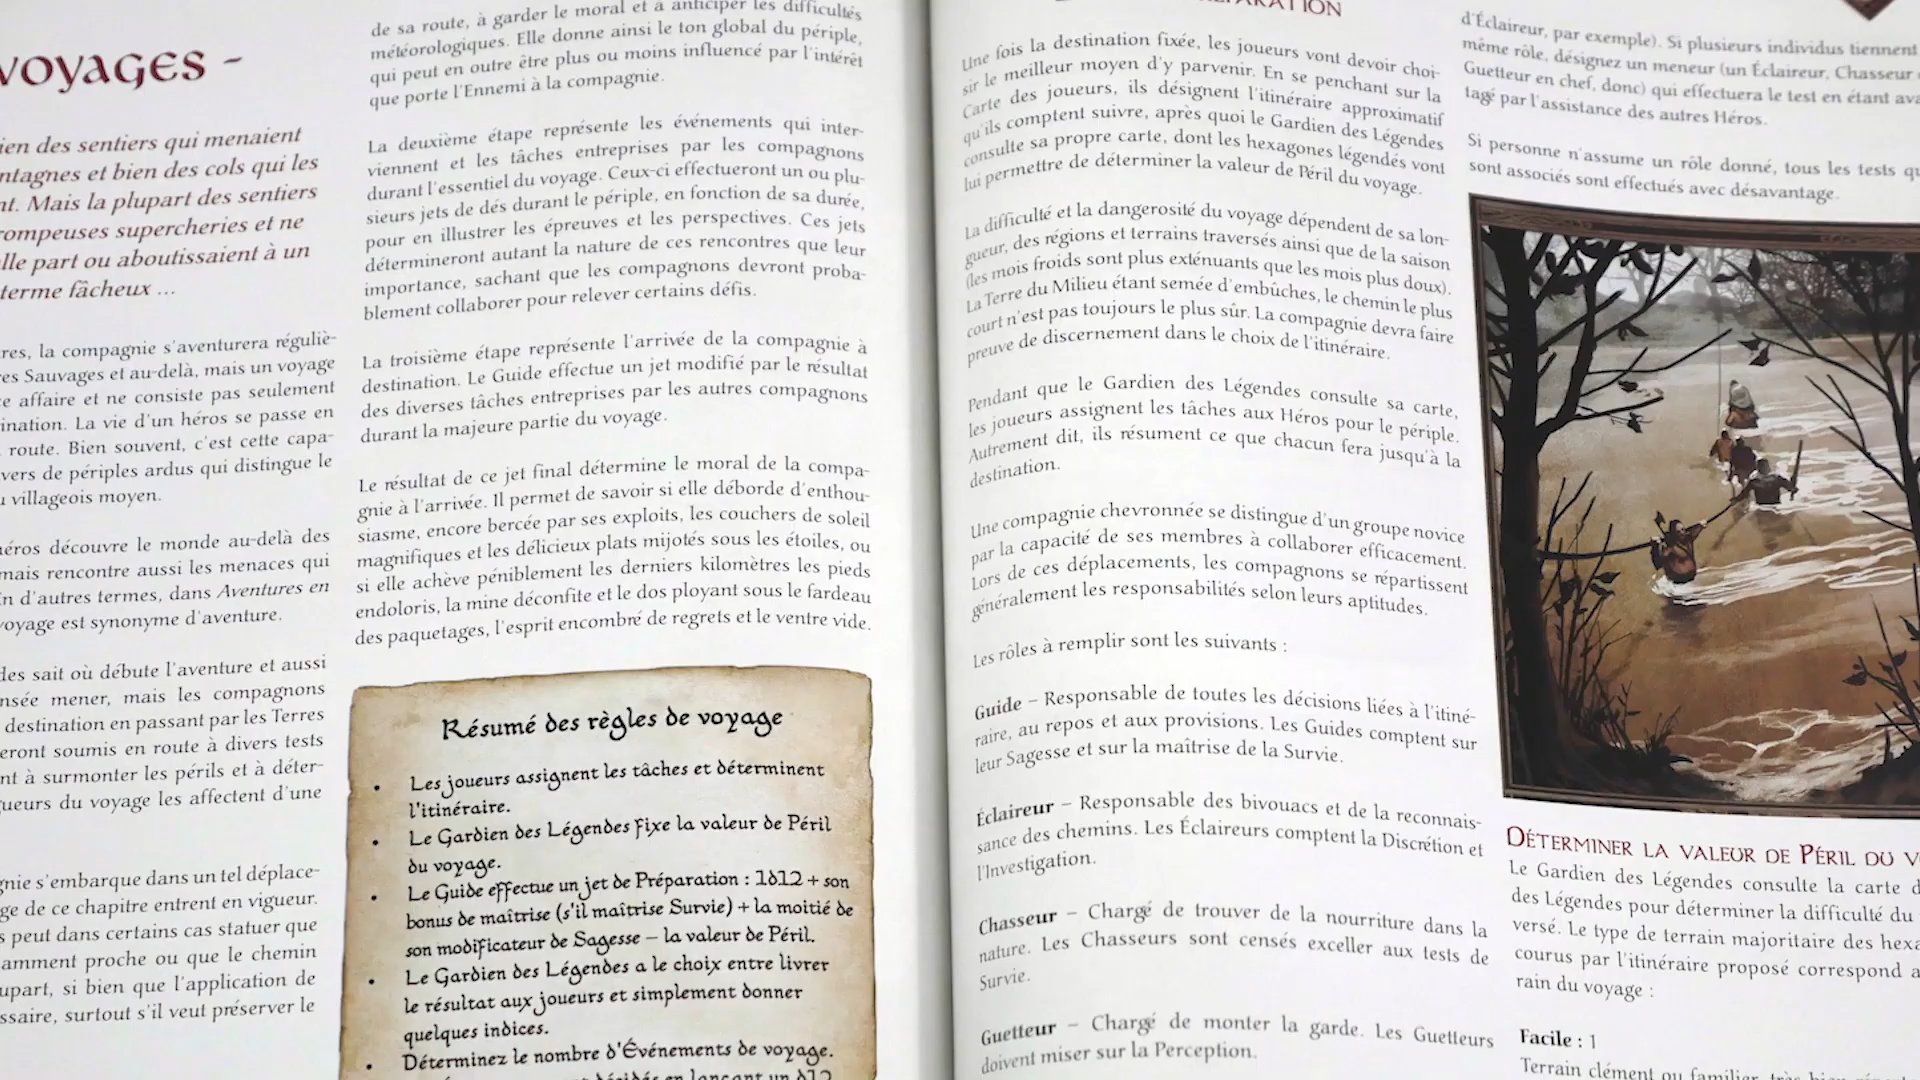 VOYAGES -
des sentiers qui menaient
et bien des cols qui les
Mais la plupart des sentiers
supercheries et ne
part ou aboutissaient à un
terme fâcheux ...
la compagnie s'aventurera réguliè-
Sauvages et au-delà, mais un voyage
affaire et ne consiste pas seulement
La vie d'un héros se passe en
route. Bien souvent, c'est cette capa-
de périples ardus qui distingue le
villageois moyen.
découvre le monde au-delà des
mais rencontre aussi les menaces qui
d'autres termes, dans Aventures en
voyage est synonyme d'aventure.
sait où débute l'aventure et aussi
mener, mais les compagnons
destination en passant par les Terres
soumis en route à divers tests
à surmonter les périls et à déter-
du voyage les affectent d'une
s'embarque dans un tel déplace-
de ce chapitre entrent en vigueur.
peut dans certains cas statuer que
proche ou que le chemin
si bien que l'application de
surtout s'il veut préserver le
de sa route, à garder le moral et à anticiper les difficultés
météorologiques. Elle donne ainsi le ton global du périple,
qui peut en outre être plus ou moins influencé par l'intérêt
que porte l'Ennemi à la compagnie.
La deuxième étape représente les événements qui inter-
viennent et les tâches entreprises par les compagnons
durant l'essentiel du voyage. Ceux-ci effectueront un ou plu-
sieurs jets de dés durant le périple, en fonction de sa durée,
pour en illustrer les épreuves et les perspectives. Ces jets
détermineront autant la nature de ces rencontres que leur
importance, sachant que les compagnons devront proba-
blement collaborer pour relever certains défis.
La troisième étape représente l'arrivée de la compagnie à
destination. Le Guide effectue un jet modifié par le résultat
des diverses tâches entreprises par les autres compagnons
durant la majeure partie du voyage.
Le résultat de ce jet final détermine le moral de la compa-
gnie à l'arrivée. Il permet de savoir si elle déborde d'enthou-
siasme, encore bercée par ses exploits, les couchers de soleil
magnifiques et les délicieux plats mijotés sous les étoiles, ou
si elle achève péniblement les derniers kilomètres les pieds
endoloris, la mine déconfite et le dos ployant sous le fardeau
des paquetages, l'esprit encombré de regrets et le ventre vide.
Résumé des règles de voyage
• Les joueurs assignent les tâches et déterminent
l'itinéraire.
• Le Gardien des Légendes fixe la valeur de Péril
du voyage.
• Le Guide effectue un jet de Préparation : 1d12 + son
bonus de maîtrise (s'il maîtrise Survie) + la moitié de
son modificateur de Sagesse – la valeur de Péril.
• Le Gardien des Légendes a le choix entre livrer
le résultat aux joueurs et simplement donner
quelques indices.
• Déterminez le nombre d'Événements de voyage.
en lançant un d12
Une fois la destination fixée, les joueurs vont devoir choi-
sir le meilleur moyen d'y parvenir. En se penchant sur la
Carte des joueurs, ils désignent l'itinéraire approximatif
qu'ils comptent suivre, après quoi le Gardien des Légendes
consulte sa propre carte, dont les hexagones légendés vont
lui permettre de déterminer la valeur de Péril du voyage.
La difficulté et la dangerosité du voyage dépendent de sa lon-
gueur, des régions et terrains traversés ainsi que de la saison
(les mois froids sont plus exténuants que les mois plus doux).
La Terre du Milieu étant semée d'embûches, le chemin le plus
court n'est pas toujours le plus sûr. La compagnie devra faire
preuve de discernement dans le choix de l'itinéraire.
Pendant que le Gardien des Légendes consulte sa carte,
les joueurs assignent les tâches aux Héros pour le périple.
Autrement dit, ils résument ce que chacun fera jusqu'à la
destination.
Une compagnie chevronnée se distingue d'un groupe novice
par la capacité de ses membres à collaborer efficacement.
Lors de ces déplacements, les compagnons se répartissent
généralement les responsabilités selon leurs aptitudes.
Les rôles à remplir sont les suivants :
Guide – Responsable de toutes les décisions liées à l'itiné-
raire, au repos et aux provisions. Les Guides comptent sur
leur Sagesse et sur la maîtrise de la Survie.
Éclaireur – Responsable des bivouacs et de la reconnais-
sance des chemins. Les Éclaireurs comptent la Discrétion et
l'Investigation.
Chasseur – Chargé de trouver de la nourriture dans la
nature. Les Chasseurs sont censés exceller aux tests de
Survie.
Guetteur – Chargé de monter la garde. Les Guetteurs
doivent miser sur la Perception.
d'Éclaireur, par exemple). Si plusieurs individus tiennent
même rôle, désignez un meneur (un Éclaireur, Chasseur
Guetteur en chef, donc) qui effectuera le test en étant
tagé par l'assistance des autres Héros.
Si personne n'assume un rôle donné, tous les tests
sont associés sont effectués avec désavantage.
DÉTERMINER LA VALEUR DE PÉRIL DU
Le Gardien des Légendes consulte la carte
des Légendes pour déterminer la difficulté du
versé. Le type de terrain majoritaire des
courus par l'itinéraire proposé correspond
rain du voyage :
Facile : 1
Terrain clément ou familier, très bien